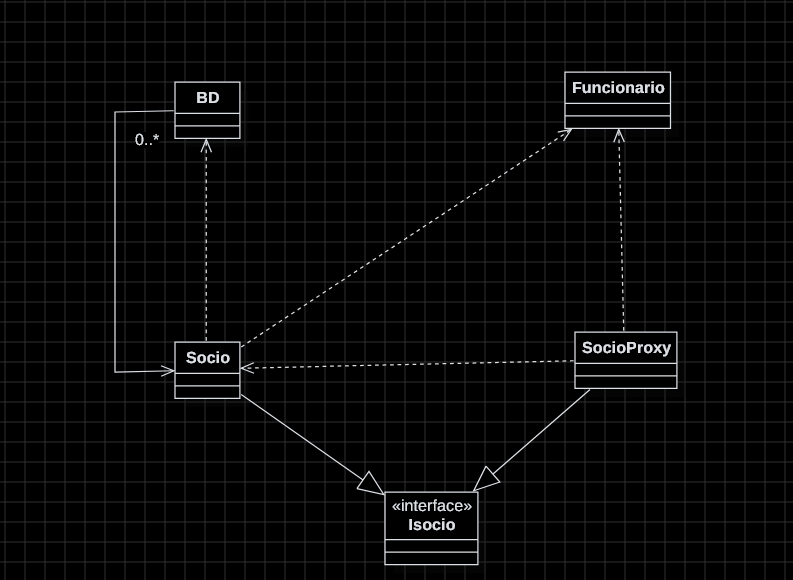 BD
Funcionario
0..*
Socio
SocioProxy
«interface»
Isocio